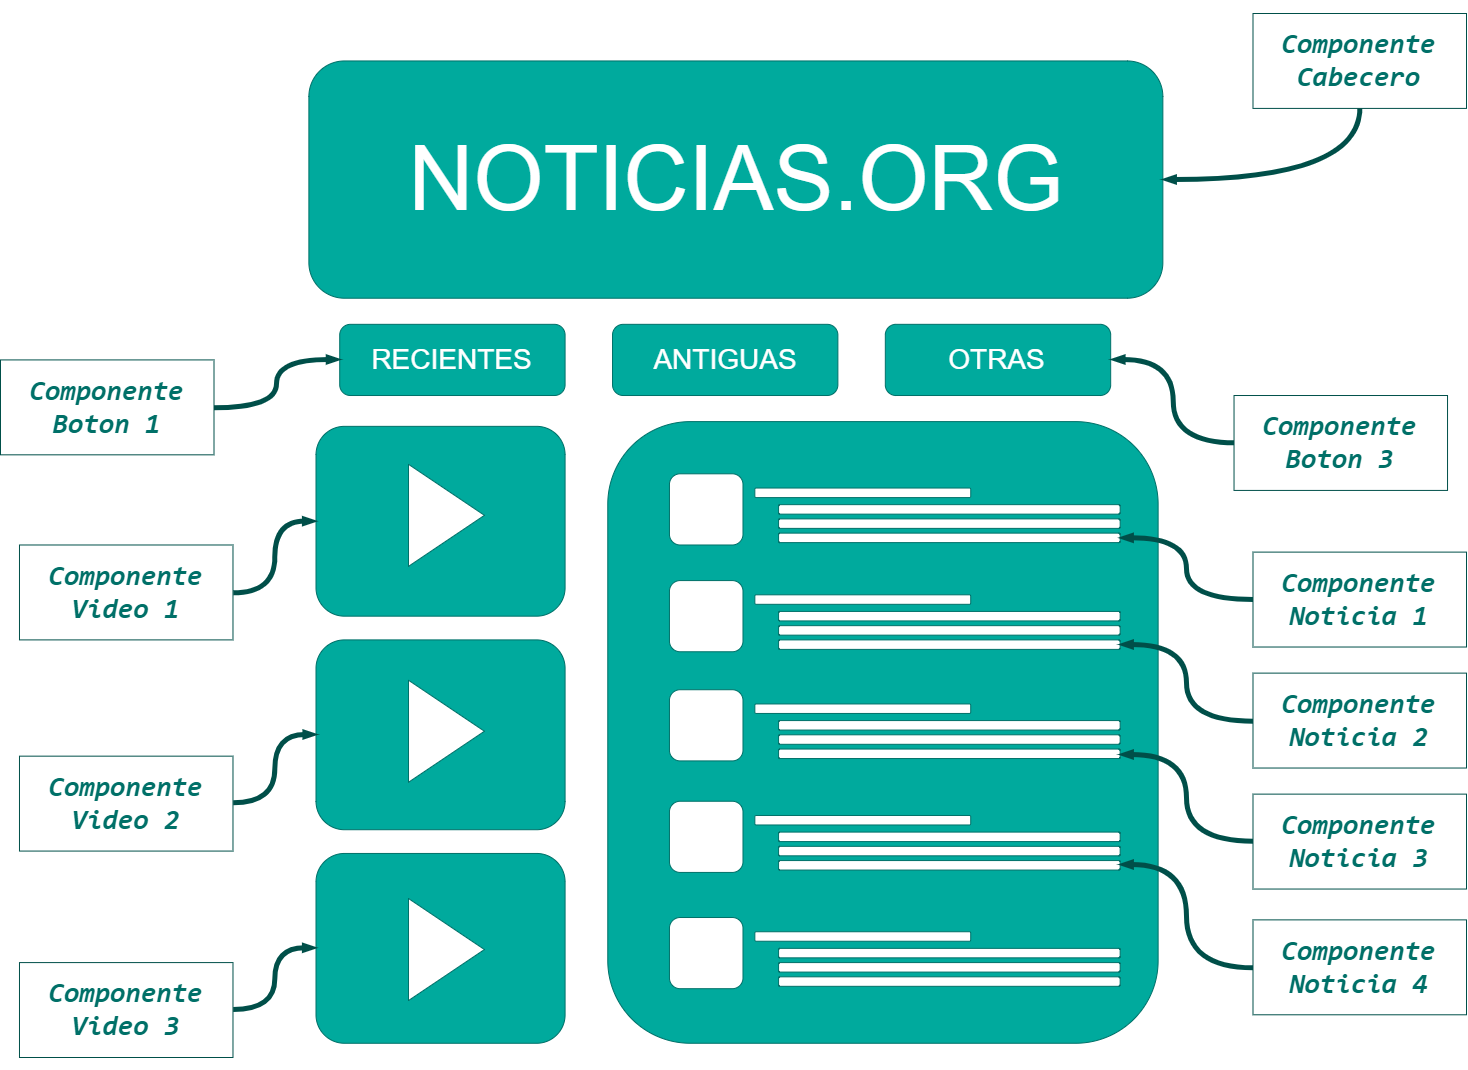 Componente
Cabecero
NOTICIAS.ORG
RECIENTES
ANTIGUAS
OTRAS
Componente
Boton 1
Componente
Boton 3
Componente
Video 1
Componente
Noticia 1
Componente
Noticia 2
Componente
Video 2
Componente
Noticia 3
Componente
Noticia 4
Componente
Video 3